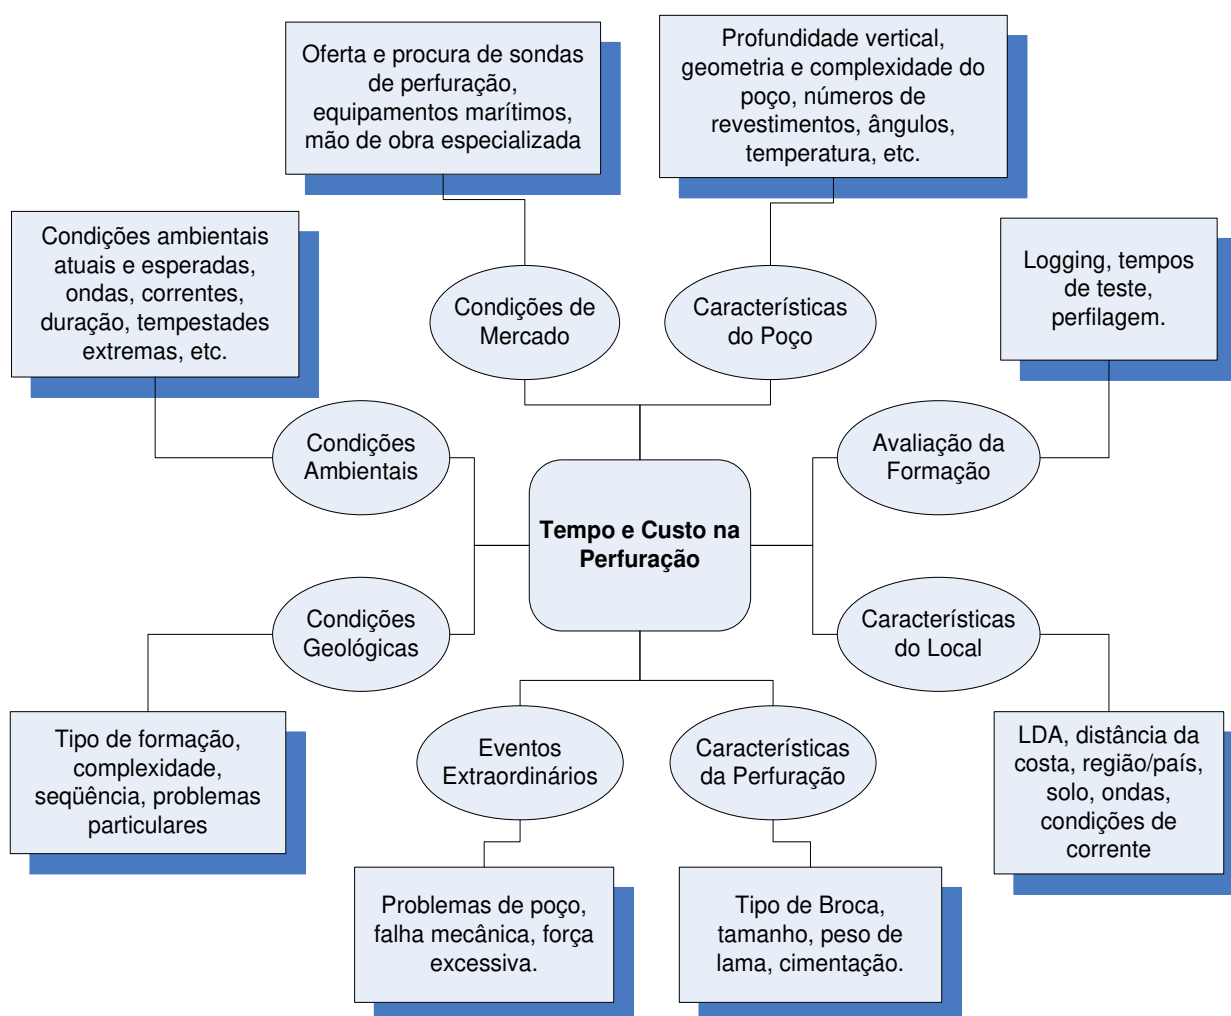 Oferta e procura de sondas
de perfuração,
equipamentos marítimos,
mão de obra especializada
Profundidade vertical,
geometria e complexidade do
poço, números de
revestimentos, ângulos,
temperatura, etc.
Condições ambientais
atuais e esperadas,
ondas, correntes,
duração, tempestades
extremas, etc.
Condições de
Mercado
Características
do Poço
Logging, tempos
de teste,
perfilagem.
Condições
Ambientais
Avaliação da
Formação
Tempo e Custo na
Perfuração
Condições
Geológicas
Características
do Local
Tipo de formação,
complexidade,
seqüência, problemas
particulares
Eventos
Extraordinários
Características
da Perfuração
LDA, distância da
costa, região/país,
solo, ondas,
condições de
corrente
Problemas de poço,
falha mecânica, força
excessiva.
Tipo de Broca,
tamanho, peso de
lama, cimentação.